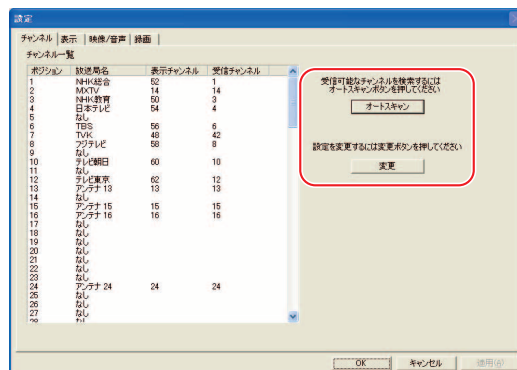 設定
チャンネル 表示 映像/音声 録画
チャンネル一覧
ポジション 放送局名 表示チャンネル 受信チャンネル
1 NHK総合 52 1
2 MXTV 14 14
3 NHK教育 50 3
4 日本テレビ 54 4
5 なし
6 TBS 56 6
7 TVK 48 42
8 フジテレビ 58 8
9 なし
10 テレビ朝日 60 10
11 なし
12 テレビ東京 62 12
13 アンテナ 13 13 13
14 なし
15 アンテナ 15 15 15
16 アンテナ 16 16 16
17 なし
18 なし
19 なし
20 なし
21 なし
22 なし
23 なし
24 アンテナ 24 24 24
25 なし
26 なし
27 なし
28 なし
受信可能なチャンネルを検索するには
オートスキャンボタンを押してください
オートスキャン
設定を変更するには変更ボタンを押してください
変更
OK キャンセル 適用(A)